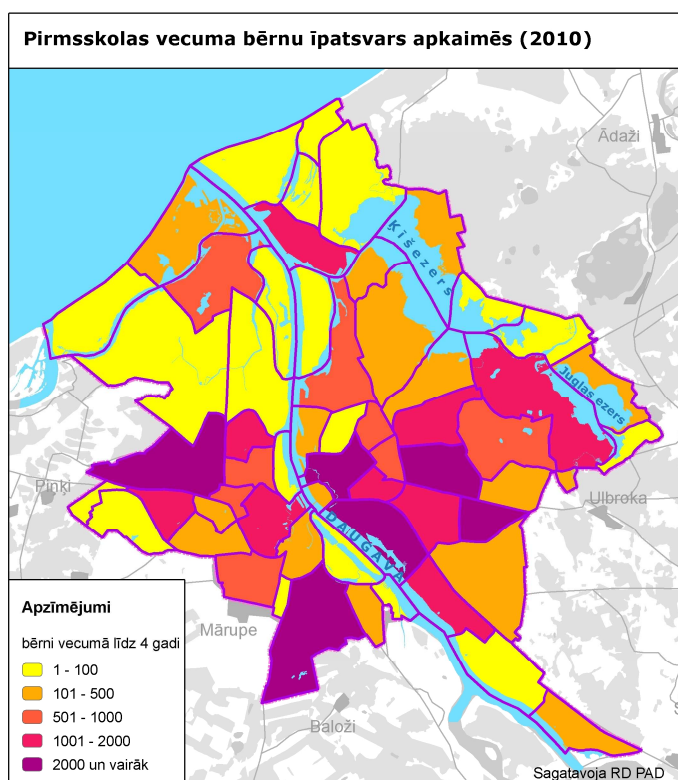 Pirmsskolas vecuma bērnu īpatsvars apkaimēs (2010)
Ādaži
Ķīšezers
Juglas ezers
Piņķi
Ulbroka
DAUGAVA
Mārupe
Baloži
Apzīmējumi
bērni vecumā līdz 4 gadi
1 - 100
101 - 500
501 - 1000
1001 - 2000
2000 un vairāk
Sagatavoja RD PAD